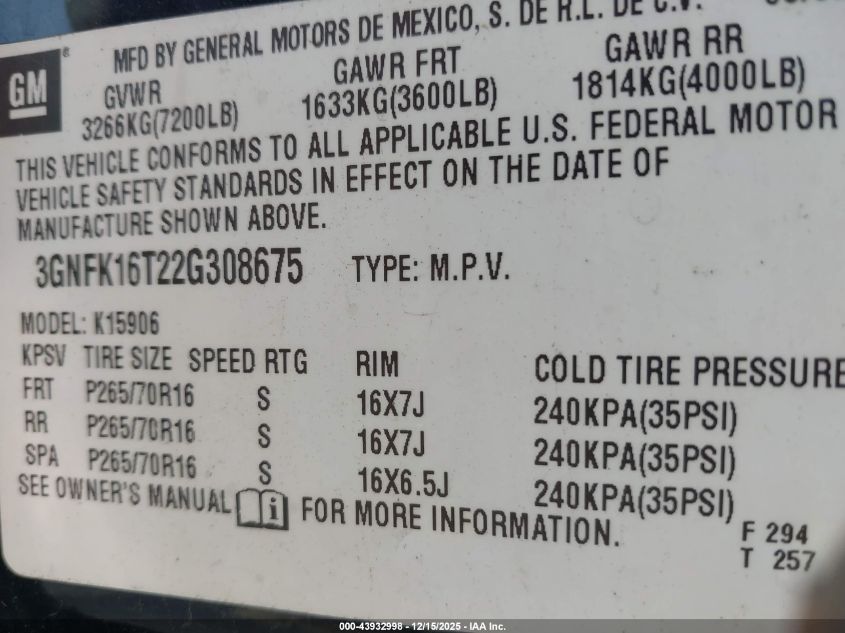 GM
MFD BY GENERAL MOTORS DE MEXICO, S. DE R.L. DE C.V.
GVWR GAWR FRT GAWR RR
3266KG(7200LB) 1633KG(3600LB) 1814KG(4000LB)
THIS VEHICLE CONFORMS TO ALL APPLICABLE U.S. FEDERAL MOTOR
VEHICLE SAFETY STANDARDS IN EFFECT ON THE DATE OF
MANUFACTURE SHOWN ABOVE.
3GNFK16T22G308675 TYPE: M.P.V.
MODEL: K15906
KPSV TIRE SIZE SPEED RTG RIM COLD TIRE PRESSURE
FRT P265/70R16 S 16X7J 240KPA(35PSI)
RR P265/70R16 S 16X7J 240KPA(35PSI)
SPA P265/70R16 S 16X6.5J 240KPA(35PSI)
SEE OWNER'S MANUAL i FOR MORE INFORMATION.
F 294
T 257
000-43932998 - 12/15/2025 - IAA Inc.